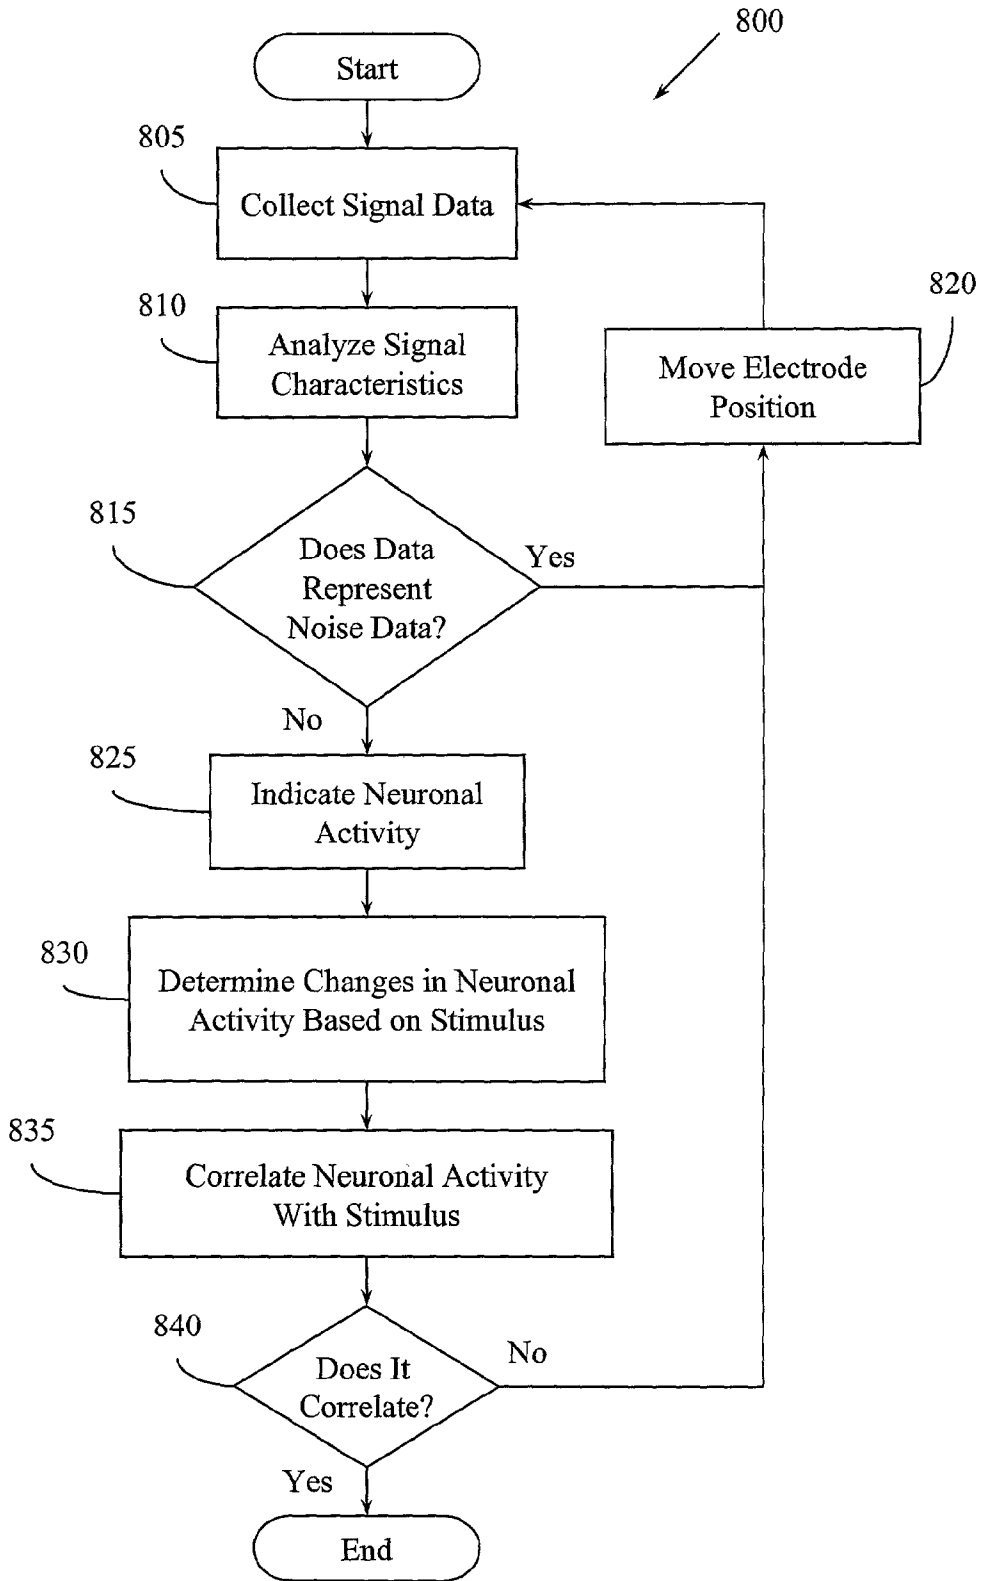 800
Start
805
Collect Signal Data
810
Analyze Signal
Characteristics
820
Move Electrode
Position
815
Does Data
Represent
Noise Data?
Yes
No
825
Indicate Neuronal
Activity
830
Determine Changes in Neuronal
Activity Based on Stimulus
835
Correlate Neuronal Activity
With Stimulus
840
Does It
Correlate?
No
Yes
End